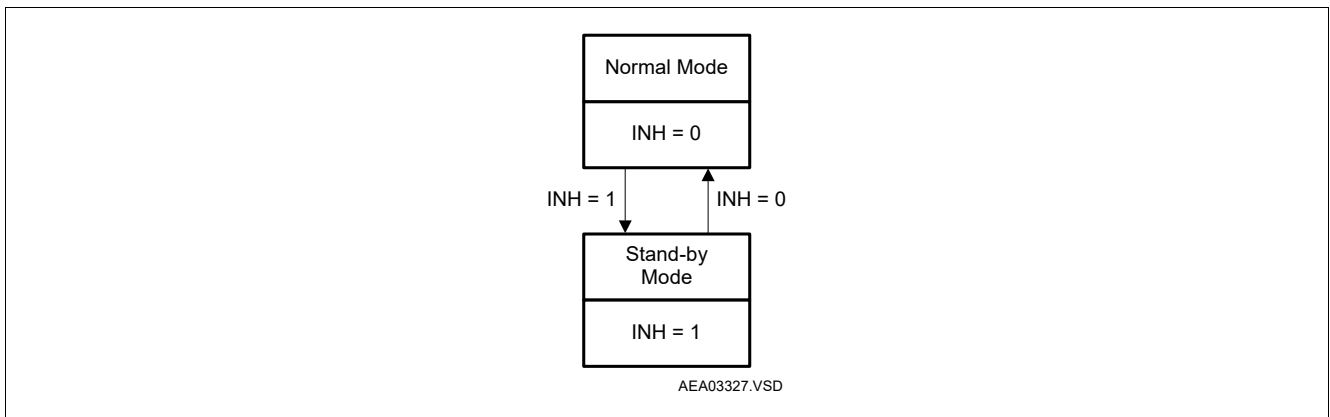 Normal Mode
INH = 0
INH = 1
INH = 0
Stand-by
Mode
INH = 1
AEA03327.VSD